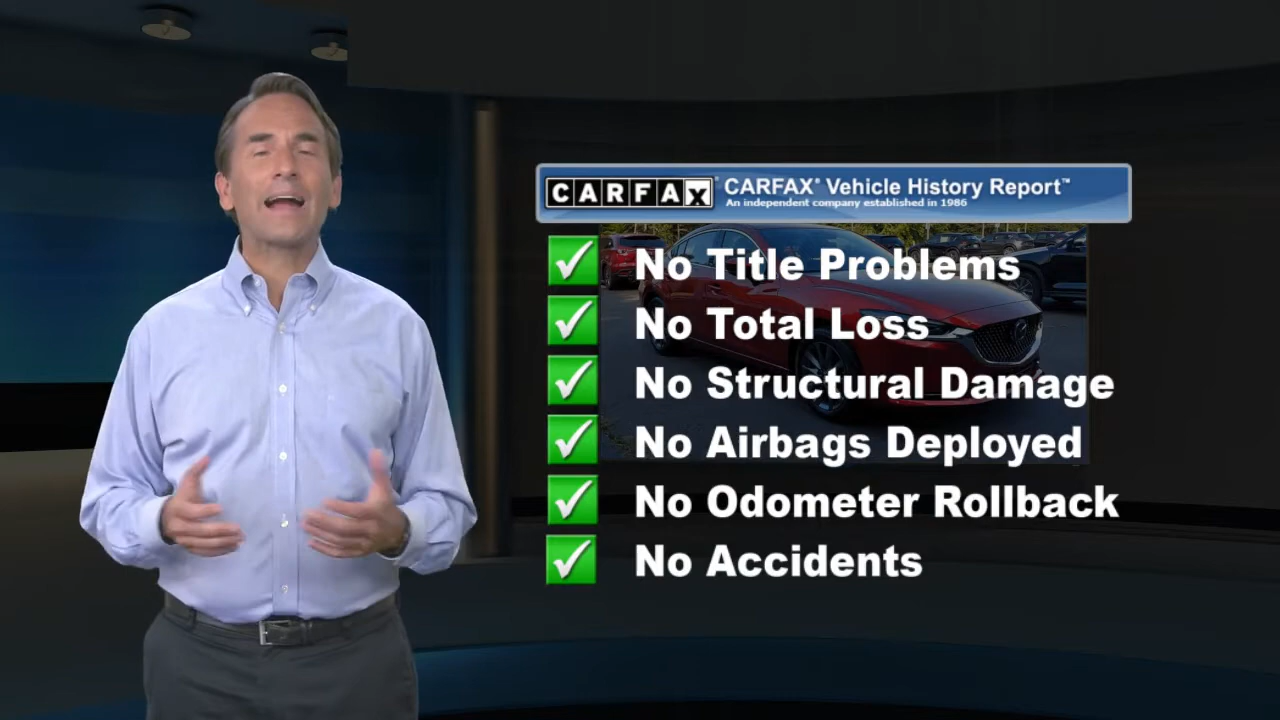 CARFAX® CARFAX® Vehicle History Report™
An independent company established in 1986
No Title Problems
No Total Loss
No Structural Damage
No Airbags Deployed
No Odometer Rollback
No Accidents